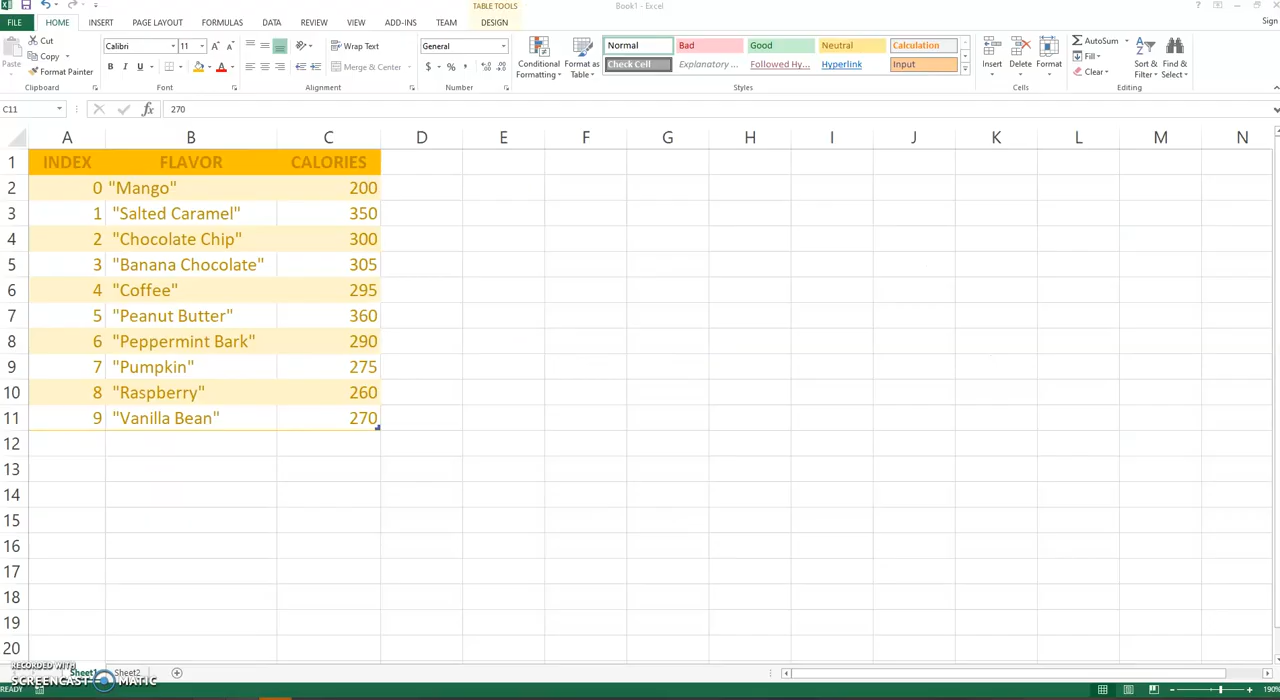 TABLE TOOLS
Book1 - Excel
FILE HOME INSERT PAGE LAYOUT FORMULAS DATA REVIEW VIEW ADD-INS TEAM DESIGN Sign
Paste
Cut
Copy
Format Painter
Clipboard
Calibri 11
B I U
Font
Wrap Text
Merge & Center
Alignment
General
$ % ,
Number
Conditional Formatting
Format as Table
Normal Bad Good Neutral Calculation
Check Cell Explanatory ... Followed Hy... Hyperlink Input
Styles
Insert Delete Format
Cells
AutoSum
Fill
Clear
Sort & Filter
Find & Select
Editing
C11 fx 270
A B C D E F G H I J K L M N
1 INDEX FLAVOR CALORIES
2 0 "Mango" 200
3 1 "Salted Caramel" 350
4 2 "Chocolate Chip" 300
5 3 "Banana Chocolate" 305
6 4 "Coffee" 295
7 5 "Peanut Butter" 360
8 6 "Peppermint Bark" 290
9 7 "Pumpkin" 275
10 8 "Raspberry" 260
11 9 "Vanilla Bean" 270
12
13
14
15
16
17
18
19
20
RECORDED WITH
SCREENCAST MATIC
Sheet1 Sheet2
READY 190%